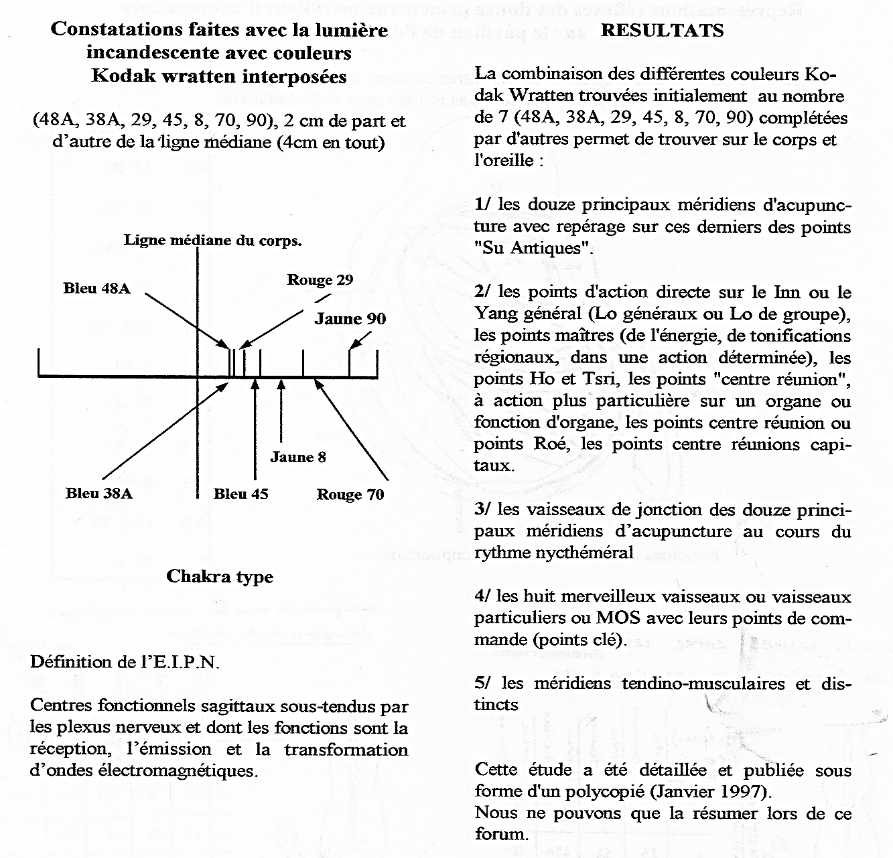 Constatations faites avec la lumière
incandescente avec couleurs
Kodak wratten interposées
(48A, 38A, 29, 45, 8, 70, 90), 2 cm de part et
d'autre de la ligne médiane (4cm en tout)
Ligne médiane du corps.
Rouge 29
Bleu 48A
Jaune 90
Jaune 8
Bleu 38A
Bleu 45
Rouge 70
Chakra type
Définition de l'E.I.P.N.
Centres fonctionnels sagittaux sous-tendus par
les plexus nerveux et dont les fonctions sont la
réception, l'émission et la transformation
d'ondes électromagnétiques.
RESULTATS
La combinaison des différentes couleurs Ko-
dak Wratten trouvées initialement au nombre
de 7 (48A, 38A, 29, 45, 8, 70, 90) complétées
par d'autres permet de trouver sur le corps et
l'oreille :
1/ les douze principaux méridiens d'acupunc-
ture avec repérage sur ces derniers des points
"Su Antiques".
2/ les points d'action directe sur le Inn ou le
Yang général (Lo généraux ou Lo de groupe),
les points maîtres (de l'énergie, de tonifications
régionaux, dans une action déterminée), les
points Ho et Tsri, les points "centre réunion",
à action plus particulière sur un organe ou
fonction d'organe, les points centre réunion ou
points Roé, les points centre réunions capi-
taux.
3/ les vaisseaux de jonction des douze princi-
paux méridiens d'acupuncture au cours du
rythme nycthéméral
4/ les huit merveilleux vaisseaux ou vaisseaux
particuliers ou MOS avec leurs points de com-
mande (points clé).
5/ les méridiens tendino-musculaires et dis-
tincts
Cette étude a été détaillée et publiée sous
forme d'un polycopié (Janvier 1997).
Nous ne pouvons que la résumer lors de ce
forum.